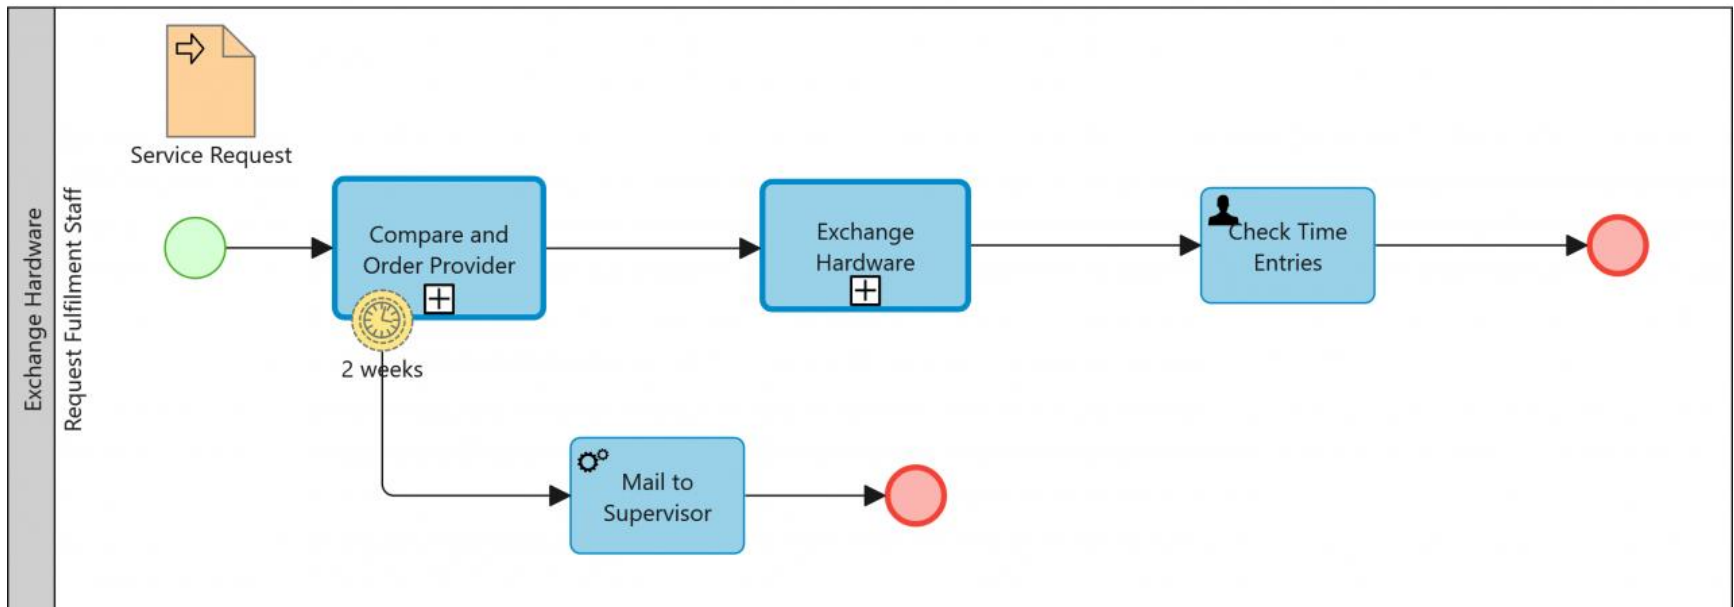 Exchange Hardware
Request Fulfilment Staff
Service Request
Compare and
Order Provider
2 weeks
Exchange
Hardware
Check Time
Entries
Mail to
Supervisor